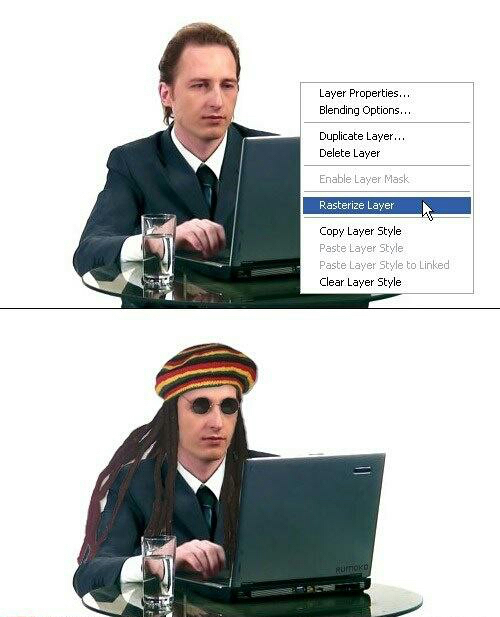 Layer Properties...
Blending Options...
Duplicate Layer...
Delete Layer
Enable Layer Mask
Rasterize Layer
Copy Layer Style
Paste Layer Style
Paste Layer Style to Linked
Clear Layer Style
RUMOKO